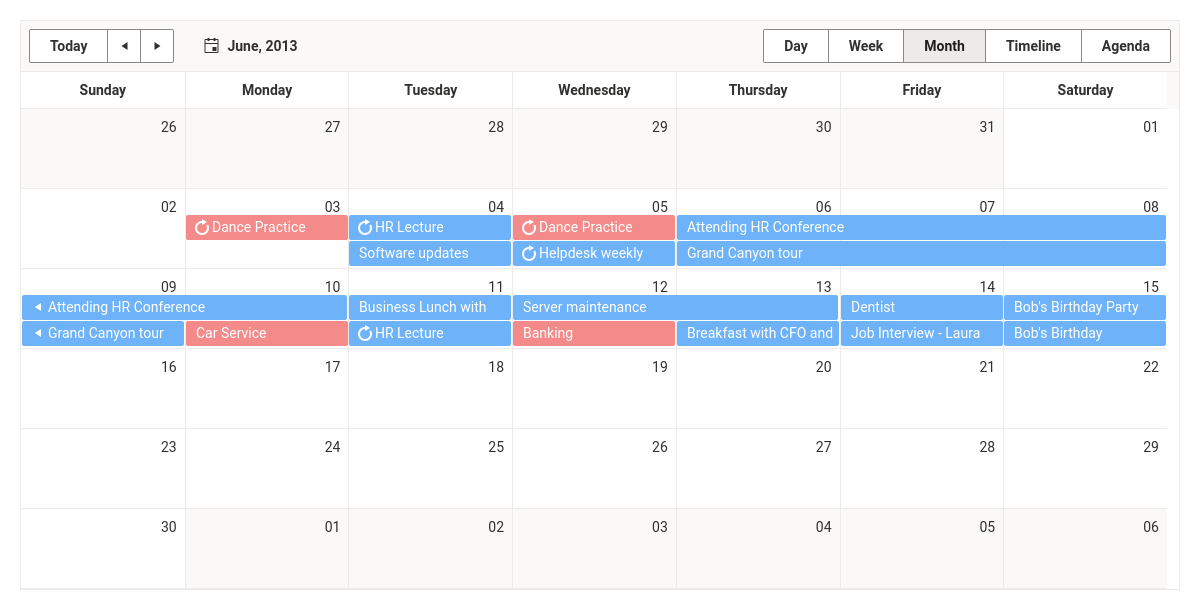 Today June, 2013 Day Week Month Timeline Agenda
Sunday Monday Tuesday Wednesday Thursday Friday Saturday
26 27 28 29 30 31 01
02 03 04 05 06 07 08
Dance Practice HR Lecture Dance Practice Attending HR Conference
Software updates Helpdesk weekly Grand Canyon tour
09 10 11 12 13 14 15
Attending HR Conference Business Lunch with Server maintenance Dentist Bob's Birthday Party
Grand Canyon tour Car Service HR Lecture Banking Breakfast with CFO and Job Interview - Laura Bob's Birthday
16 17 18 19 20 21 22
23 24 25 26 27 28 29
30 01 02 03 04 05 06